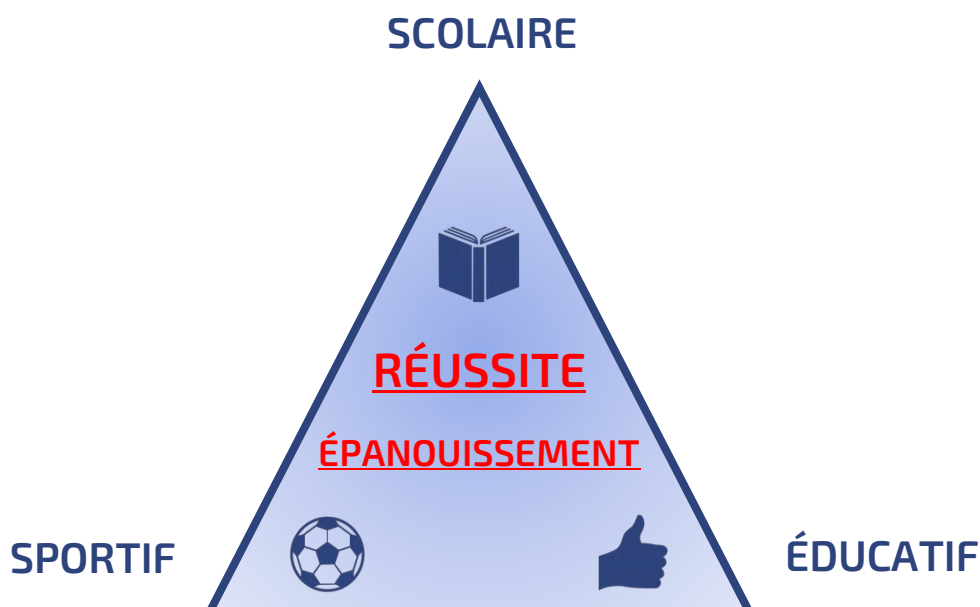 SCOLAIRE
RÉUSSITE
ÉPANOUISSEMENT
SPORTIF
ÉDUCATIF